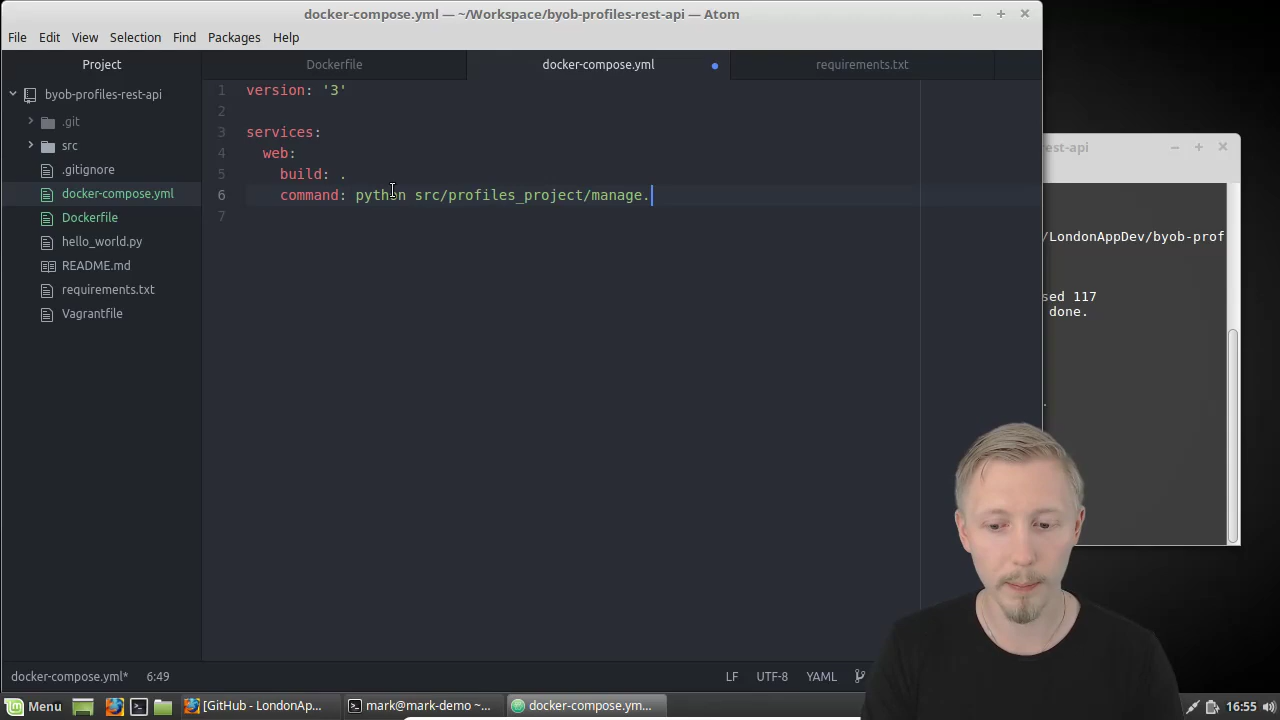 docker-compose.yml — ~/Workspace/byob-profiles-rest-api — Atom
File Edit View Selection Find Packages Help
Project
Dockerfile
docker-compose.yml
requirements.txt
byob-profiles-rest-api
.git
src
.gitignore
docker-compose.yml
Dockerfile
hello_world.py
README.md
requirements.txt
Vagrantfile
1 version: '3'
2
3 services:
4 web:
5 build: .
6 command: python src/profiles_project/manage.
7
rest-api
/LondonAppDev/byob-prof
sed 117
done.
.
docker-compose.yml* 6:49
LF UTF-8 YAML
Menu
[GitHub - LondonAp...
mark@mark-demo ~...
docker-compose.ym...
16:55